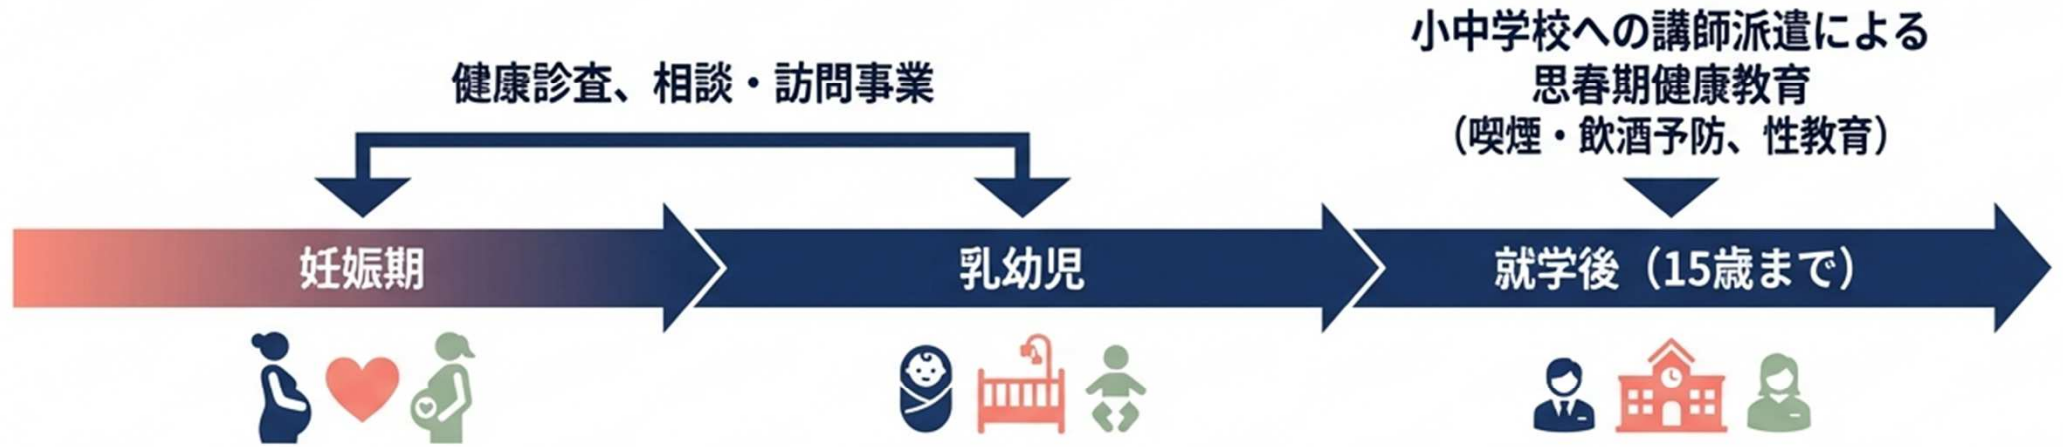 健康診査、相談・訪問事業
小中学校への講師派遣による
思春期健康教育
（喫煙・飲酒予防、性教育）
妊娠期
乳幼児
就学後（15歳まで）